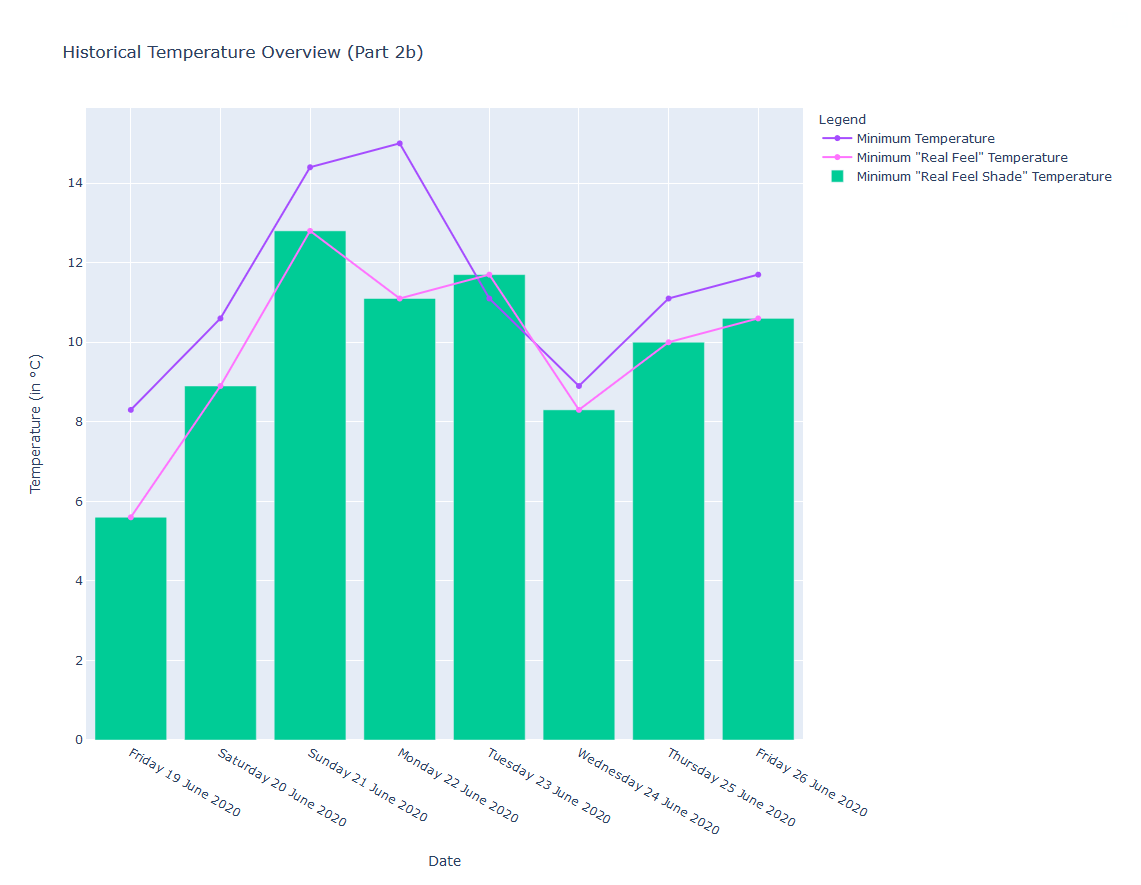 Historical Temperature Overview (Part 2b)
Legend
Minimum Temperature
Minimum "Real Feel" Temperature
Minimum "Real Feel Shade" Temperature
Temperature (in °C)
14
12
10
8
6
4
2
0
Friday 19 June 2020
Saturday 20 June 2020
Sunday 21 June 2020
Monday 22 June 2020
Tuesday 23 June 2020
Wednesday 24 June 2020
Thursday 25 June 2020
Friday 26 June 2020
Date